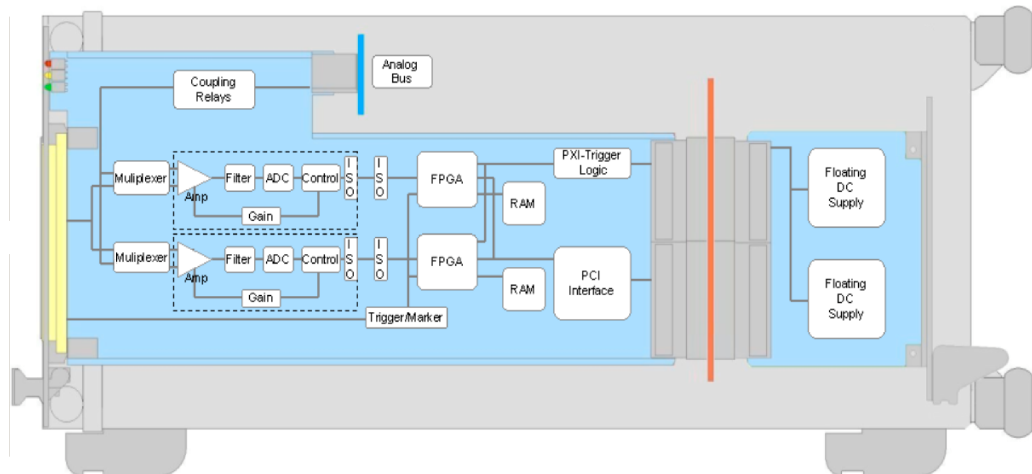 Analog
Bus
Coupling
Relays
PXI-Trigger
Logic
Muliplexer
Amp
Filter
ADC
Control
I
S
O
I
S
O
FPGA
RAM
Gain
Floating
DC
Supply
Muliplexer
Amp
Filter
ADC
Control
I
S
O
I
S
O
FPGA
RAM
PCI
Interface
Gain
Trigger/Marker
Floating
DC
Supply